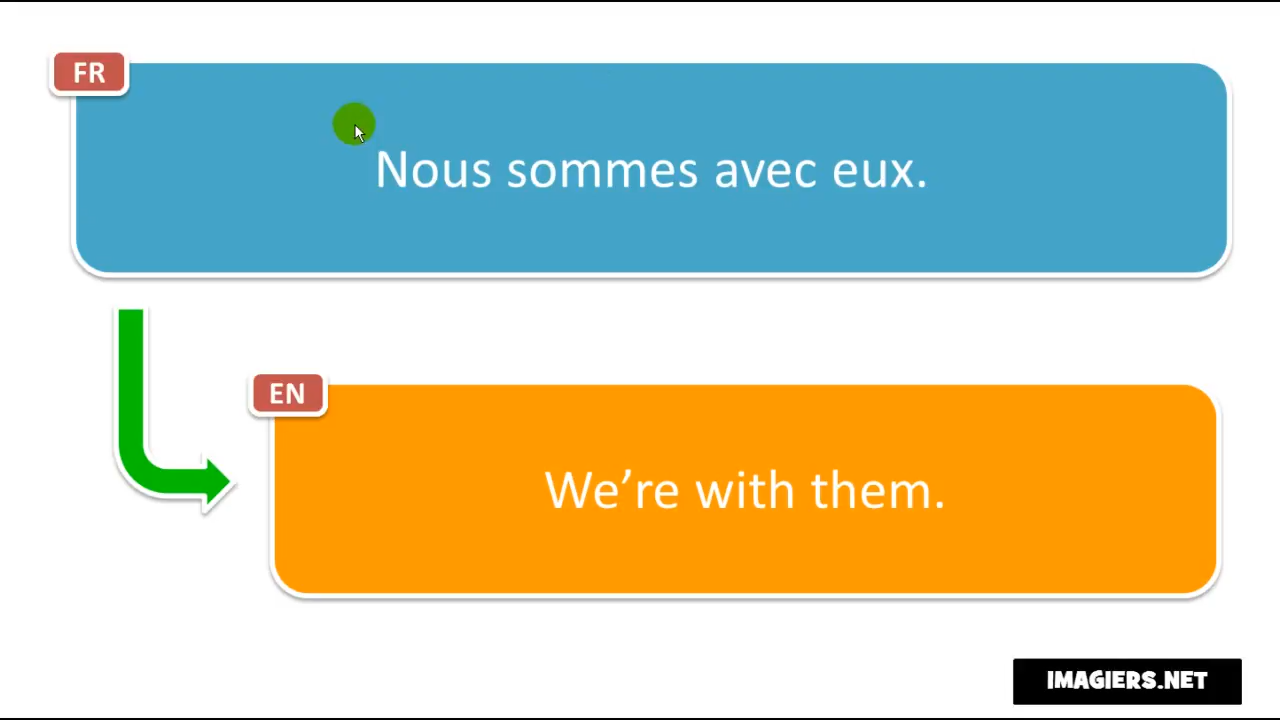 FR
Nous sommes avec eux.
EN
We’re with them.
IMAGIERS.NET